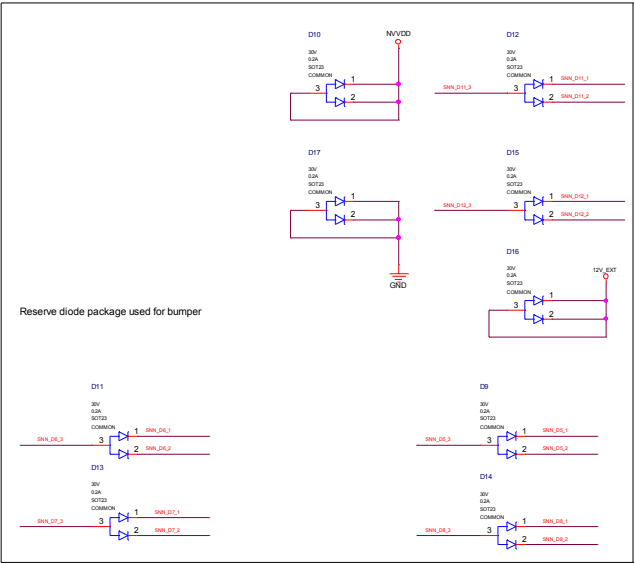 D10
NVVDD
30V
0.2A
SOT23
COMMON
1
3
2
D12
30V
0.2A
SOT23
COMMON
1
SNN_D11_1
SNN_D11_3
3
2
SNN_D11_2
D17
30V
0.2A
SOT23
COMMON
1
3
2
GND
D15
30V
0.2A
SOT23
COMMON
1
SNN_D12_1
SNN_D12_3
3
2
SNN_D12_2
D16
12V_EXT
30V
0.2A
SOT23
COMMON
1
3
2
Reserve diode package used for bumper
D11
30V
0.2A
SOT23
COMMON
1
SNN_D6_1
SNN_D6_3
3
2
SNN_D6_2
D9
30V
0.2A
SOT23
COMMON
1
SNN_D5_1
SNN_D5_3
3
2
SNN_D5_2
D13
30V
0.2A
SOT23
COMMON
1
SNN_D7_1
SNN_D7_3
3
2
SNN_D7_2
D14
30V
0.2A
SOT23
COMMON
1
SNN_D8_1
SNN_D8_3
3
2
SNN_D8_2